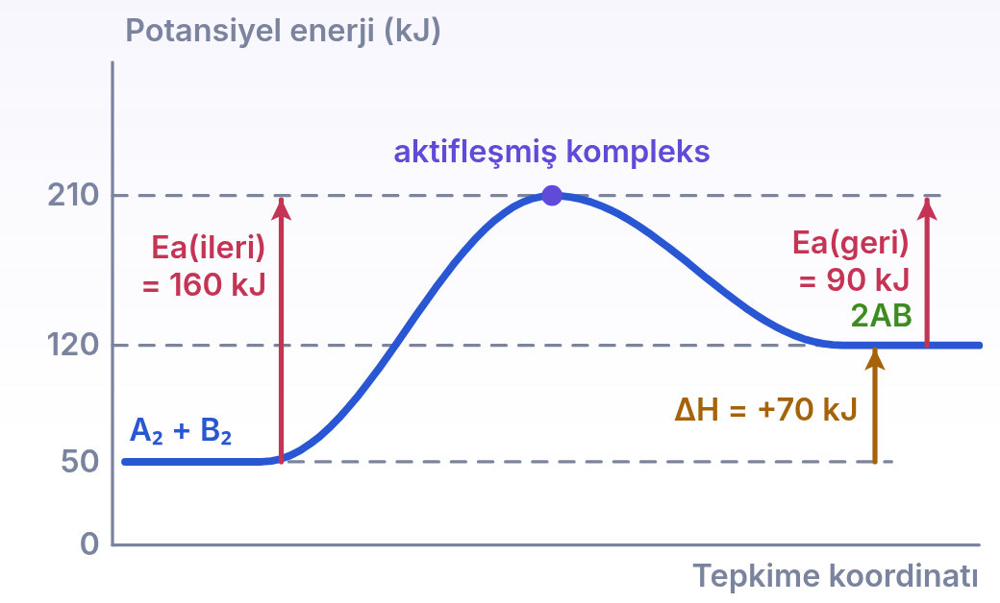 Potansiyel enerji (kJ)
aktifleşmiş kompleks
210
Ea(ileri)
= 160 kJ
Ea(geri)
= 90 kJ
2AB
120
ΔH = +70 kJ
A₂ + B₂
50
0
Tepkime koordinatı